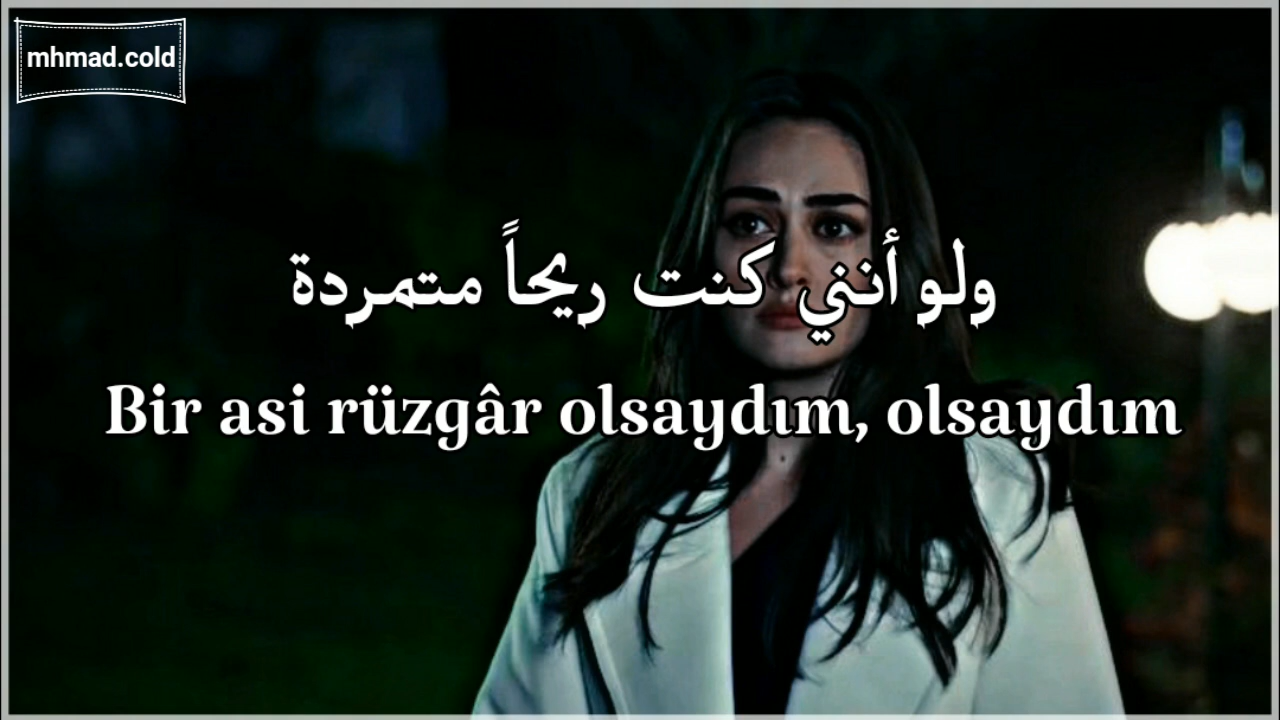 mhmad.cold
ولو أنني كنت ريحاً متمردة
Bir asi rüzgâr olsaydım, olsaydım